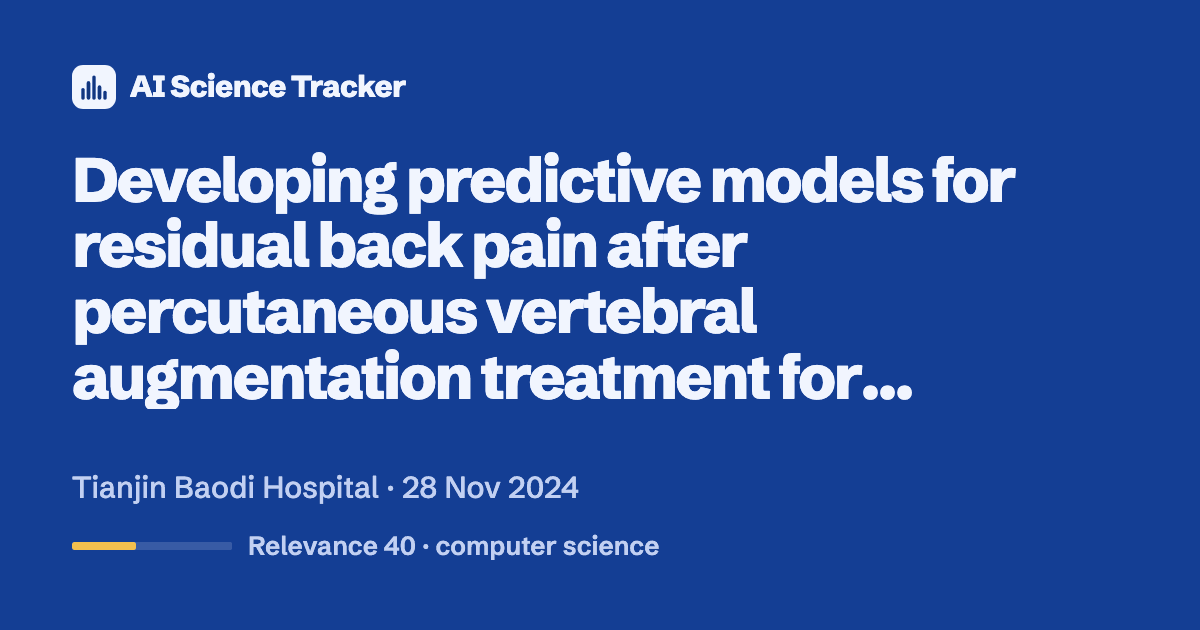 AI Science Tracker
Developing predictive models for
residual back pain after
percutaneous vertebral
augmentation treatment for...
Tianjin Baodi Hospital · 28 Nov 2024
Relevance 40 · computer science